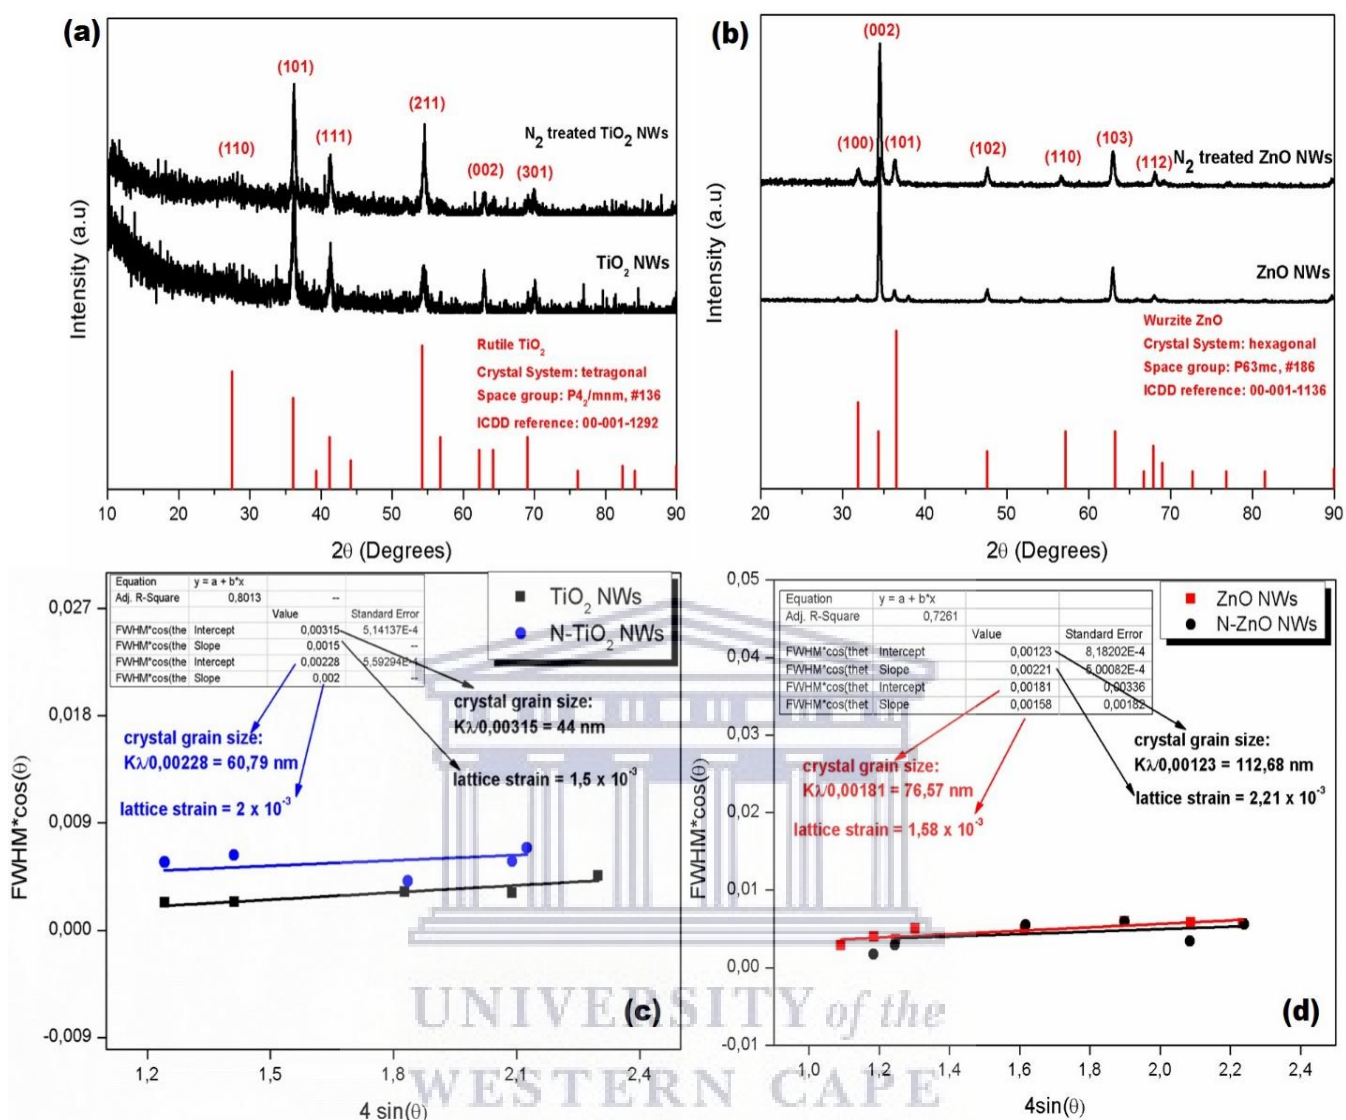 (a)
(101)
(211)
(111)
(110)
(002)
(301)
N2 treated TiO2 NWs
TiO2 NWs
Rutile TiO2
Crystal System: tetragonal
Space group: P42/mnm, #136
ICDD reference: 00-001-1292
Intensity (a.u)
10 20 30 40 50 60 70 80 90
2θ (Degrees)
(b)
(002)
(100)
(101)
(102)
(110)
(103)
(112)
N2 treated ZnO NWs
ZnO NWs
Wurzite ZnO
Crystal System: hexagonal
Space group: P63mc, #186
ICDD reference: 00-001-1136
Intensity (a.u)
20 30 40 50 60 70 80 90
2θ (Degrees)
Equation y = a + b*x
Adj. R-Square 0,8013 --
Value Standard Error
FWHM*cos(the Intercept 0,00315 5,14137E-4
FWHM*cos(the Slope 0,0015 --
FWHM*cos(the Intercept 0,00228 5,59294E-4
FWHM*cos(the Slope 0,002 --
TiO2 NWs
N-TiO2 NWs
crystal grain size:
Kλ/0,00315 = 44 nm
crystal grain size:
Kλ/0,00228 = 60,79 nm
lattice strain = 1,5 x 10-3
lattice strain = 2 x 10-3
FWHM*cos(θ)
0,027
0,018
0,009
0,000
-0,009
(c)
1,2 1,5 1,8 2,1 2,4
4 sin(θ)
Equation y = a + b*x
Adj. R-Square 0,7261
Value Standard Error
FWHM*cos(thet Intercept 0,00123 8,18202E-4
FWHM*cos(thet Slope 0,00221 5,00082E-4
FWHM*cos(thet Intercept 0,00181 0,00336
FWHM*cos(thet Slope 0,00158 0,00182
ZnO NWs
N-ZnO NWs
crystal grain size:
Kλ/0,00123 = 112,68 nm
crystal grain size:
Kλ/0,00181 = 76,57 nm
lattice strain = 2,21 x 10-3
lattice strain = 1,58 x 10-3
FWHM*cos(θ)
0,05
0,04
0,03
0,02
0,01
0,00
-0,01
(d)
1,0 1,2 1,4 1,6 1,8 2,0 2,2 2,4
4sin(θ)
UNIVERSITY of the
WESTERN CAPE